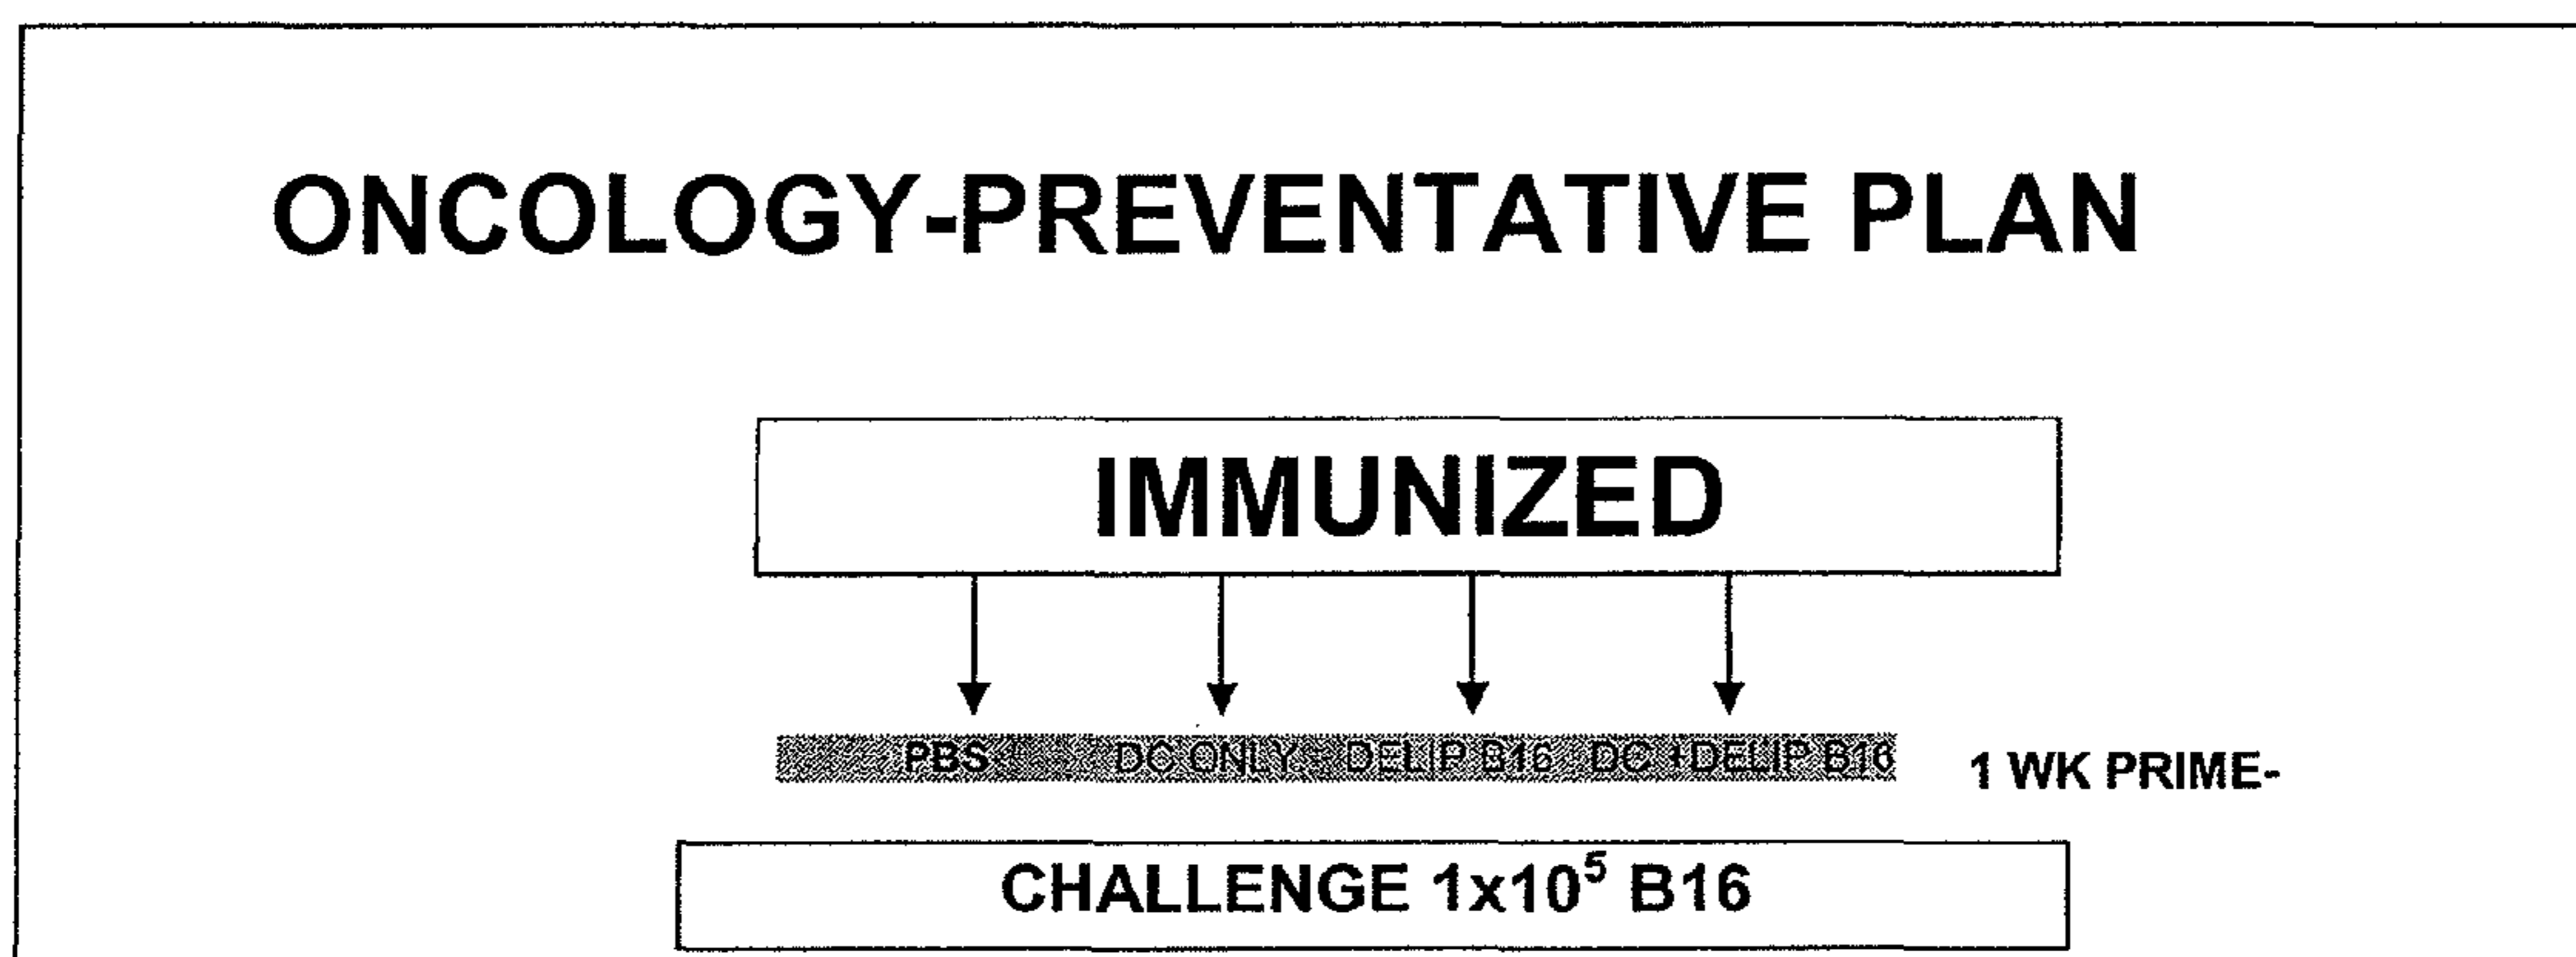 ONCOLOGY-PREVENTATIVE PLAN
IMMUNIZED
PBS DC ONLY DELIP B16 DC +DELIP B16 1 WK PRIME-
CHALLENGE 1x10⁵ B16